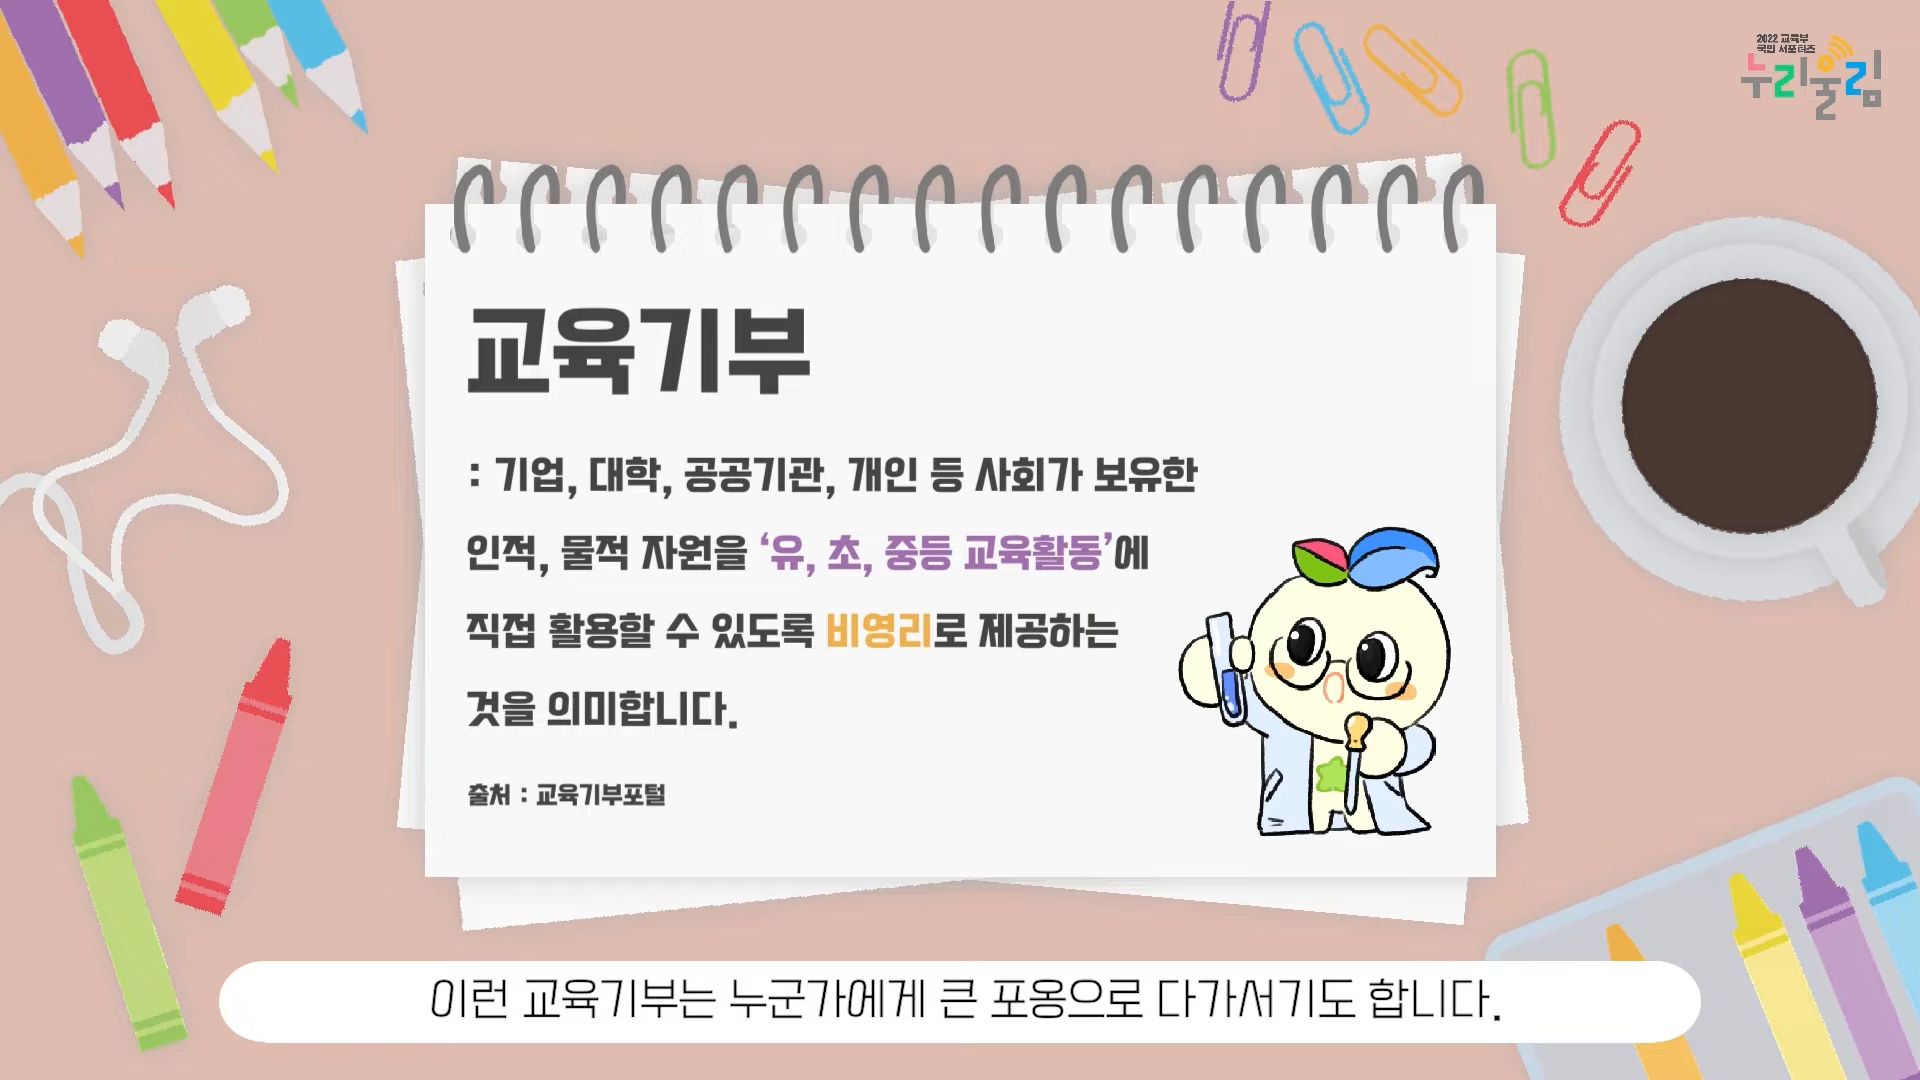 2022 교육부
국민 서포터즈
누리울림
교육기부
: 기업, 대학, 공공기관, 개인 등 사회가 보유한
인적, 물적 자원을 ‘유, 초, 중등 교육활동’에
직접 활용할 수 있도록 비영리로 제공하는
것을 의미합니다.
출처 : 교육기부포털
이런 교육기부는 누군가에게 큰 포옹으로 다가서기도 합니다.